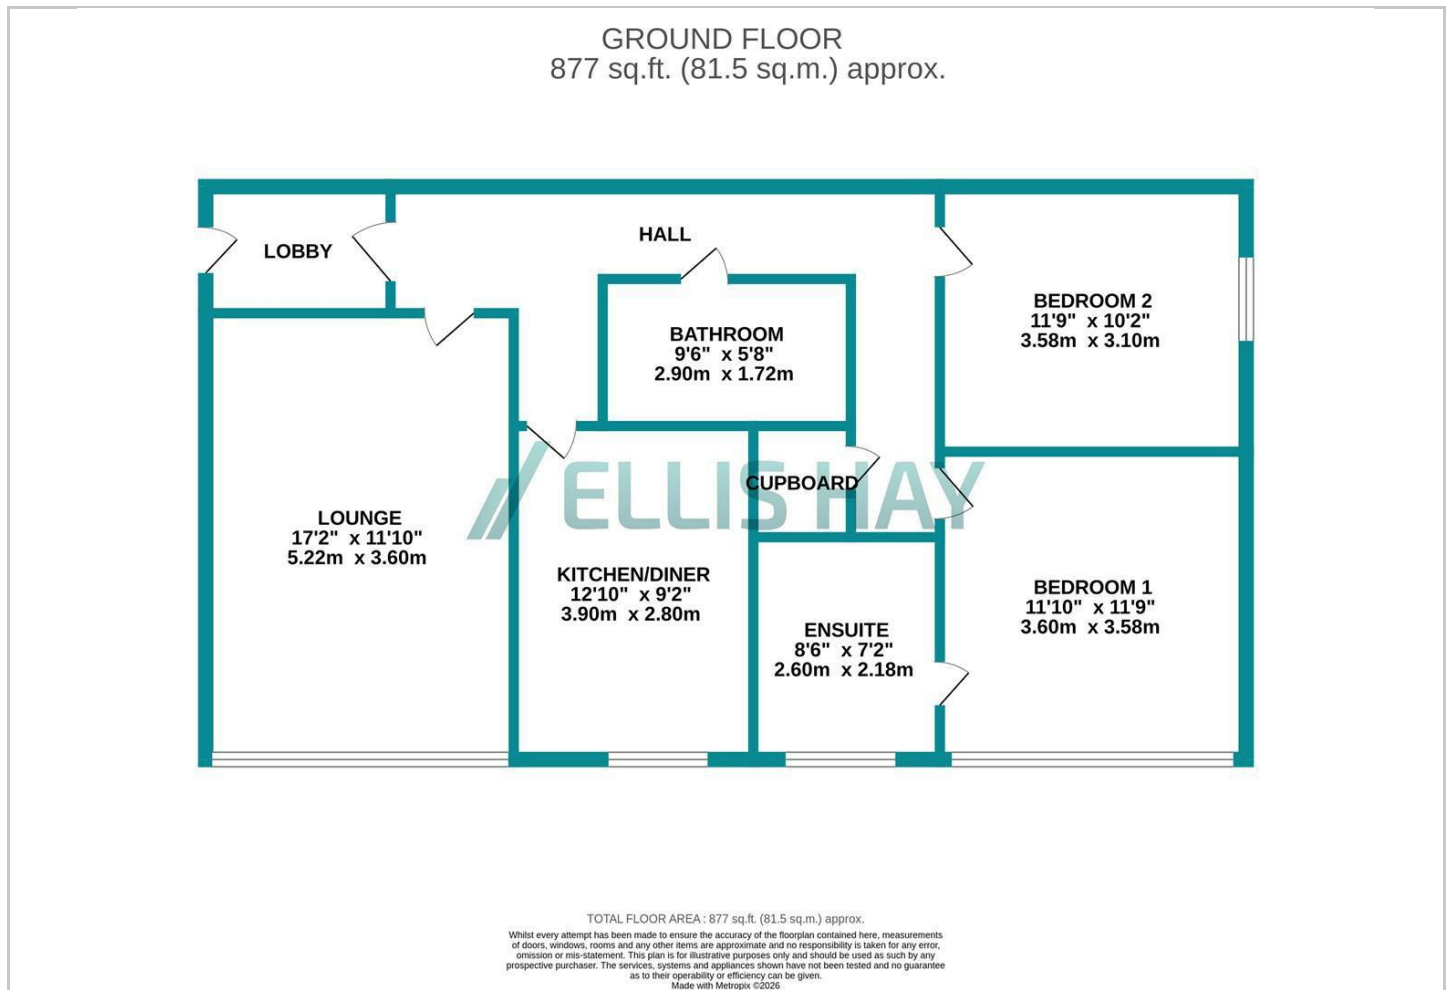 GROUND FLOOR
877 sq.ft. (81.5 sq.m.) approx.
LOBBY
HALL
BATHROOM
9'6" x 5'8"
2.90m x 1.72m
BEDROOM 2
11'9" x 10'2"
3.58m x 3.10m
CUPBOARD
ELLIS HAY
LOUNGE
17'2" x 11'10"
5.22m x 3.60m
KITCHEN/DINER
12'10" x 9'2"
3.90m x 2.80m
ENSUITE
8'6" x 7'2"
2.60m x 2.18m
BEDROOM 1
11'10" x 11'9"
3.60m x 3.58m
TOTAL FLOOR AREA : 877 sq.ft. (81.5 sq.m.) approx.
Whilst every attempt has been made to ensure the accuracy of the floorplan contained here, measurements
of doors, windows, rooms and any other items are approximate and no responsibility is taken for any error,
omission or mis-statement. This plan is for illustrative purposes only and should be used as such by any
prospective purchaser. The services, systems and appliances shown have not been tested and no guarantee
as to their operability or efficiency can be given.
Made with Metropix ©2026